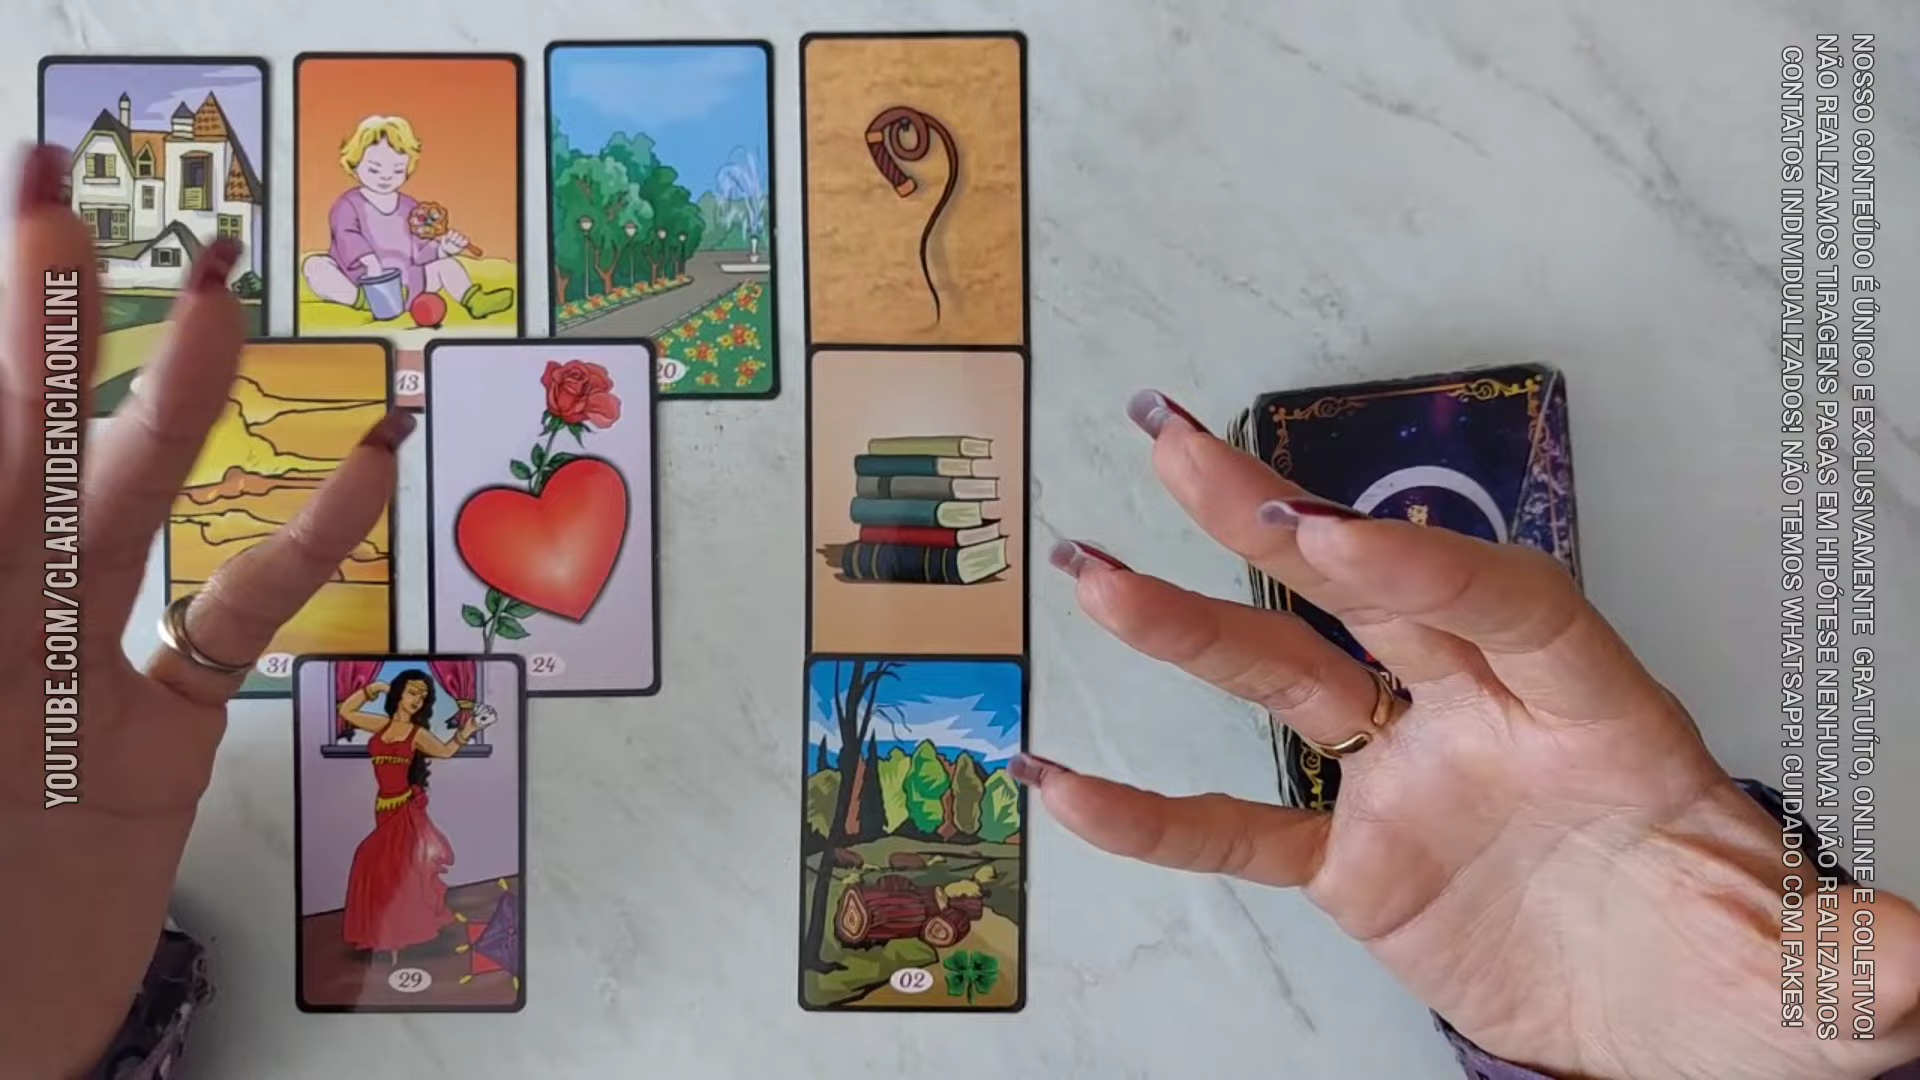 YOUTUBE.COM/CLARIVIDENCIAONLINE
13
20
31
24
29
02
NOSSO CONTEÚDO É ÚNICO E EXCLUSIVAMENTE GRATUÍTO, ONLINE E COLETIVO!
NÃO REALIZAMOS TIRAGENS PAGAS EM HIPÓTESE NENHUMA! NÃO REALIZAMOS
CONTATOS INDIVIDUALIZADOS! NÃO TEMOS WHATSAPP! CUIDADO COM FAKES!